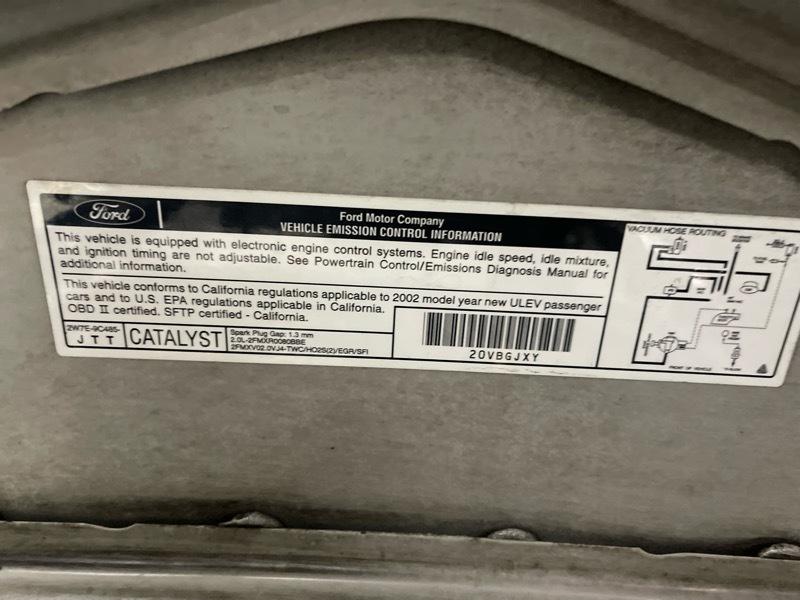 Ford
Ford Motor Company
VEHICLE EMISSION CONTROL INFORMATION
This vehicle is equipped with electronic engine control systems. Engine idle speed, idle mixture,
and ignition timing are not adjustable. See Powertrain Control/Emissions Diagnosis Manual for
additional information.
This vehicle conforms to California regulations applicable to 2002 model year new ULEV passenger
cars and to U.S. EPA regulations applicable in California.
OBD II certified. SFTP certified - California.
2W7E-9C485-
JTT
CATALYST
Spark Plug Gap: 1.3 mm
2.0L-2FMXR0080BBE
2FMXV02.0VJ4-TWC/HO2S(2)/EGR/SFI
20VBGJXY
VACUUM HOSE ROUTING
FRONT OF VEHICLE